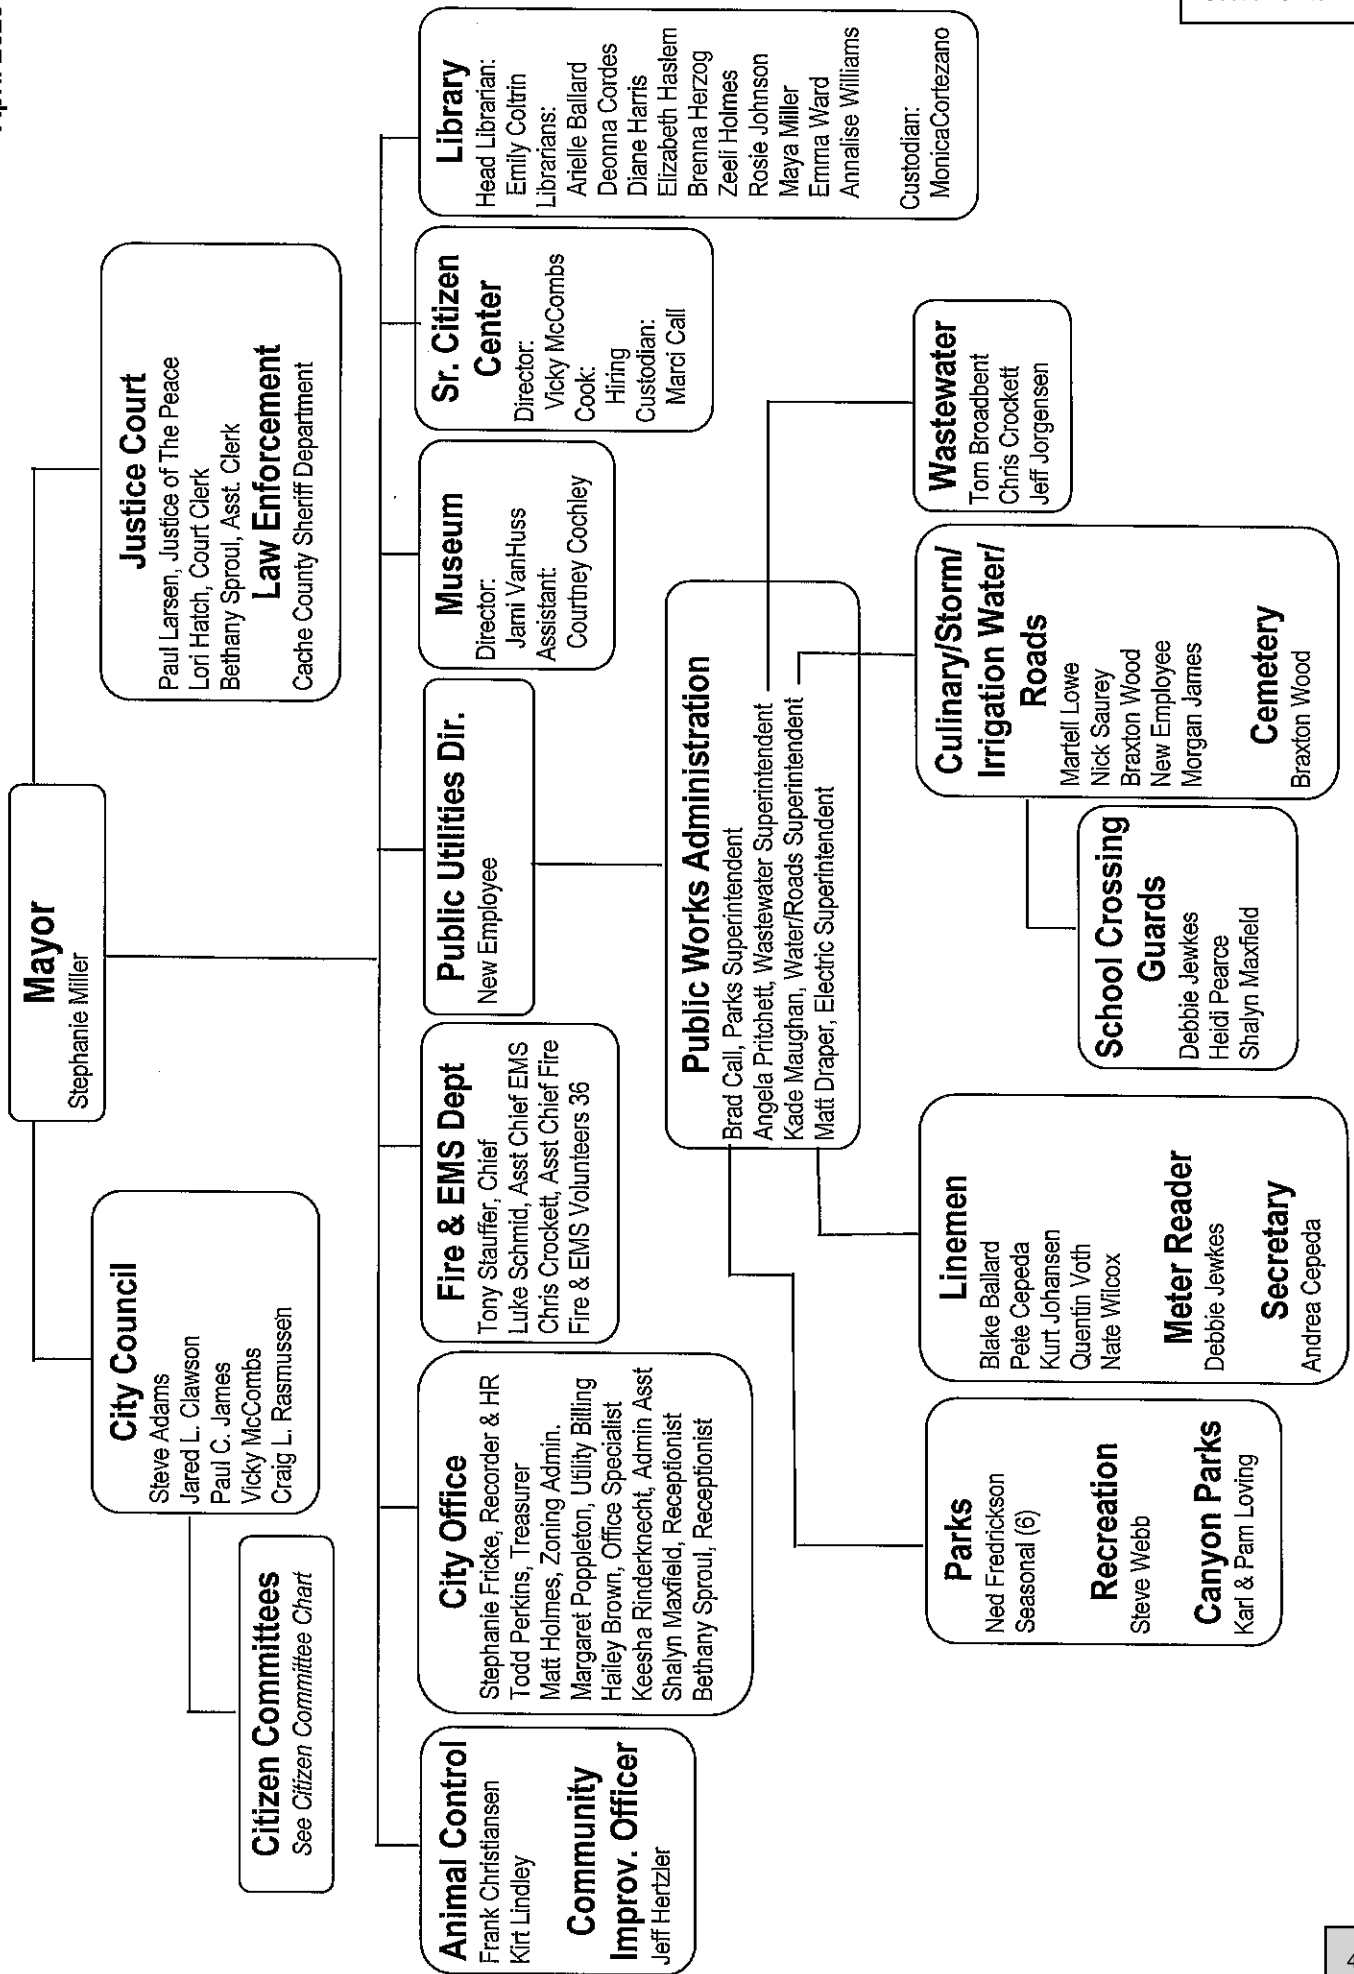 Mayor
Stephanie Miller
City Council
Steve Adams
Jared L. Clawson
Paul C. James
Vicky McCombs
Craig L. Rasmussen
Justice Court
Paul Larsen, Justice of The Peace
Lori Hatch, Court Clerk
Bethany Sproul, Asst. Clerk
Law Enforcement
Cache County Sheriff Department
Citizen Committees
See Citizen Committee Chart
Animal Control
Frank Christiansen
Kirt Lindley
Community
Improv. Officer
Jeff Hertzler
City Office
Stephanie Fricke, Recorder & HR
Todd Perkins, Treasurer
Matt Holmes, Zoning Admin.
Margaret Poppleton, Utility Billing
Hailey Brown, Office Specialist
Keesha Rinderknecht, Admin Asst
Shalyn Maxfield, Receptionist
Bethany Sproul, Receptionist
Fire & EMS Dept
Tony Stauffer, Chief
Luke Schmid, Asst Chief EMS
Chris Crockett, Asst Chief Fire
Fire & EMS Volunteers 36
Public Utilities Dir.
New Employee
Museum
Director:
Jami VanHuss
Assistant:
Courtney Cochley
Sr. Citizen
Center
Director:
Vicky McCombs
Cook:
Hiring
Custodian:
Marci Call
Library
Head Librarian:
Emily Coltrin
Librarians:
Arielle Ballard
Deonna Cordes
Diane Harris
Elizabeth Haslem
Brenna Herzog
Zeeli Holmes
Rosie Johnson
Maya Miller
Emma Ward
Annalise Williams
Custodian:
MonicaCortezano
Public Works Administration
Brad Call, Parks Superintendent
Angela Pritchett, Wastewater Superintendent
Kade Maughan, Water/Roads Superintendent
Matt Draper, Electric Superintendent
Parks
Ned Fredrickson
Seasonal (6)
Recreation
Steve Webb
Canyon Parks
Karl & Pam Loving
Linemen
Blake Ballard
Pete Cepeda
Kurt Johansen
Quentin Voth
Nate Wilcox
Meter Reader
Debbie Jewkes
Secretary
Andrea Cepeda
School Crossing
Guards
Debbie Jewkes
Heidi Pearce
Shalyn Maxfield
Culinary/Storm/
Irrigation Water/
Roads
Martell Lowe
Nick Saurey
Braxton Wood
New Employee
Morgan James
Cemetery
Braxton Wood
Wastewater
Tom Broadbent
Chris Crockett
Jeff Jorgensen
4